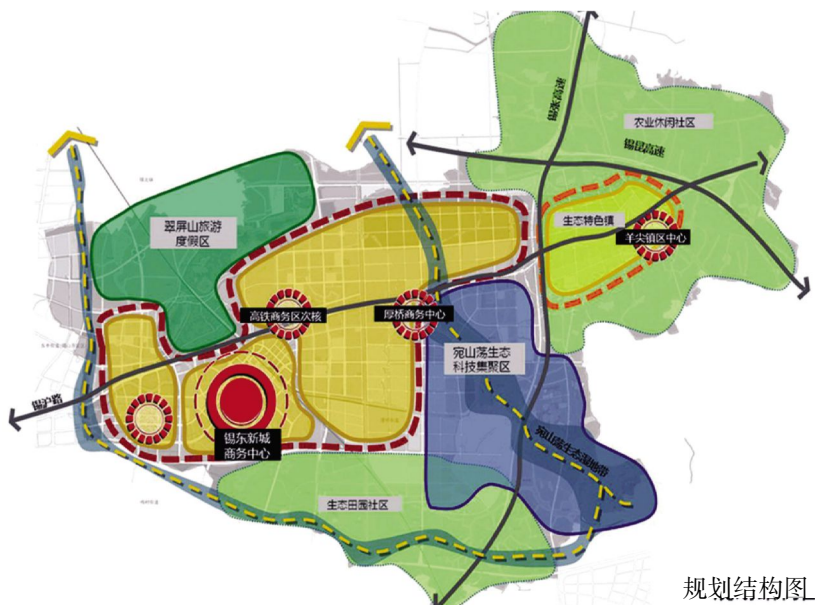 农业休闲社区
生态特色镇
羊尖镇区中心
翠屏山旅游
度假区
高铁商务区次核
厚桥商务中心
宛山荡生态
科技集聚区
锡沪路
锡东新城
商务中心
宛山荡生态湿地带
生态田园社区
规划结构图